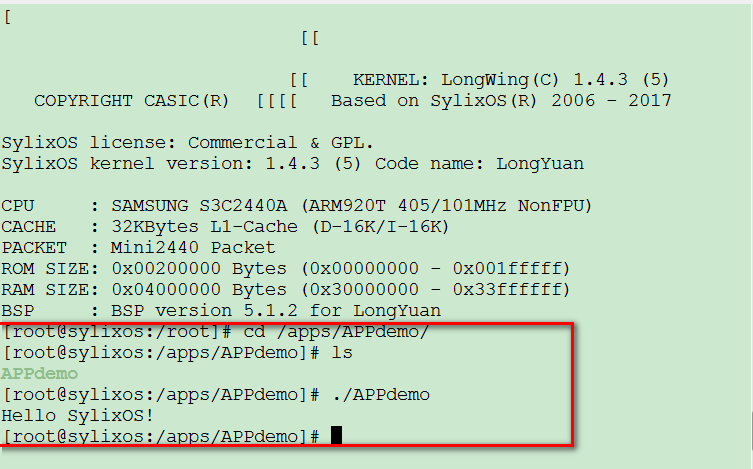 [
[[
[[    KERNEL: LongWing(C) 1.4.3 (5)
COPYRIGHT CASIC(R)  [[[[   Based on SylixOS(R) 2006 - 2017
SylixOS license: Commercial & GPL.
SylixOS kernel version: 1.4.3 (5) Code name: LongYuan
CPU     : SAMSUNG S3C2440A (ARM920T 405/101MHz NonFPU)
CACHE   : 32KBytes L1-Cache (D-16K/I-16K)
PACKET  : Mini2440 Packet
ROM SIZE: 0x00200000 Bytes (0x00000000 - 0x001fffff)
RAM SIZE: 0x04000000 Bytes (0x30000000 - 0x33ffffff)
BSP     : BSP version 5.1.2 for LongYuan
[root@sylixos:/root]# cd /apps/APPdemo/
[root@sylixos:/apps/APPdemo]# ls
APPdemo
[root@sylixos:/apps/APPdemo]# ./APPdemo
Hello SylixOS!
[root@sylixos:/apps/APPdemo]#